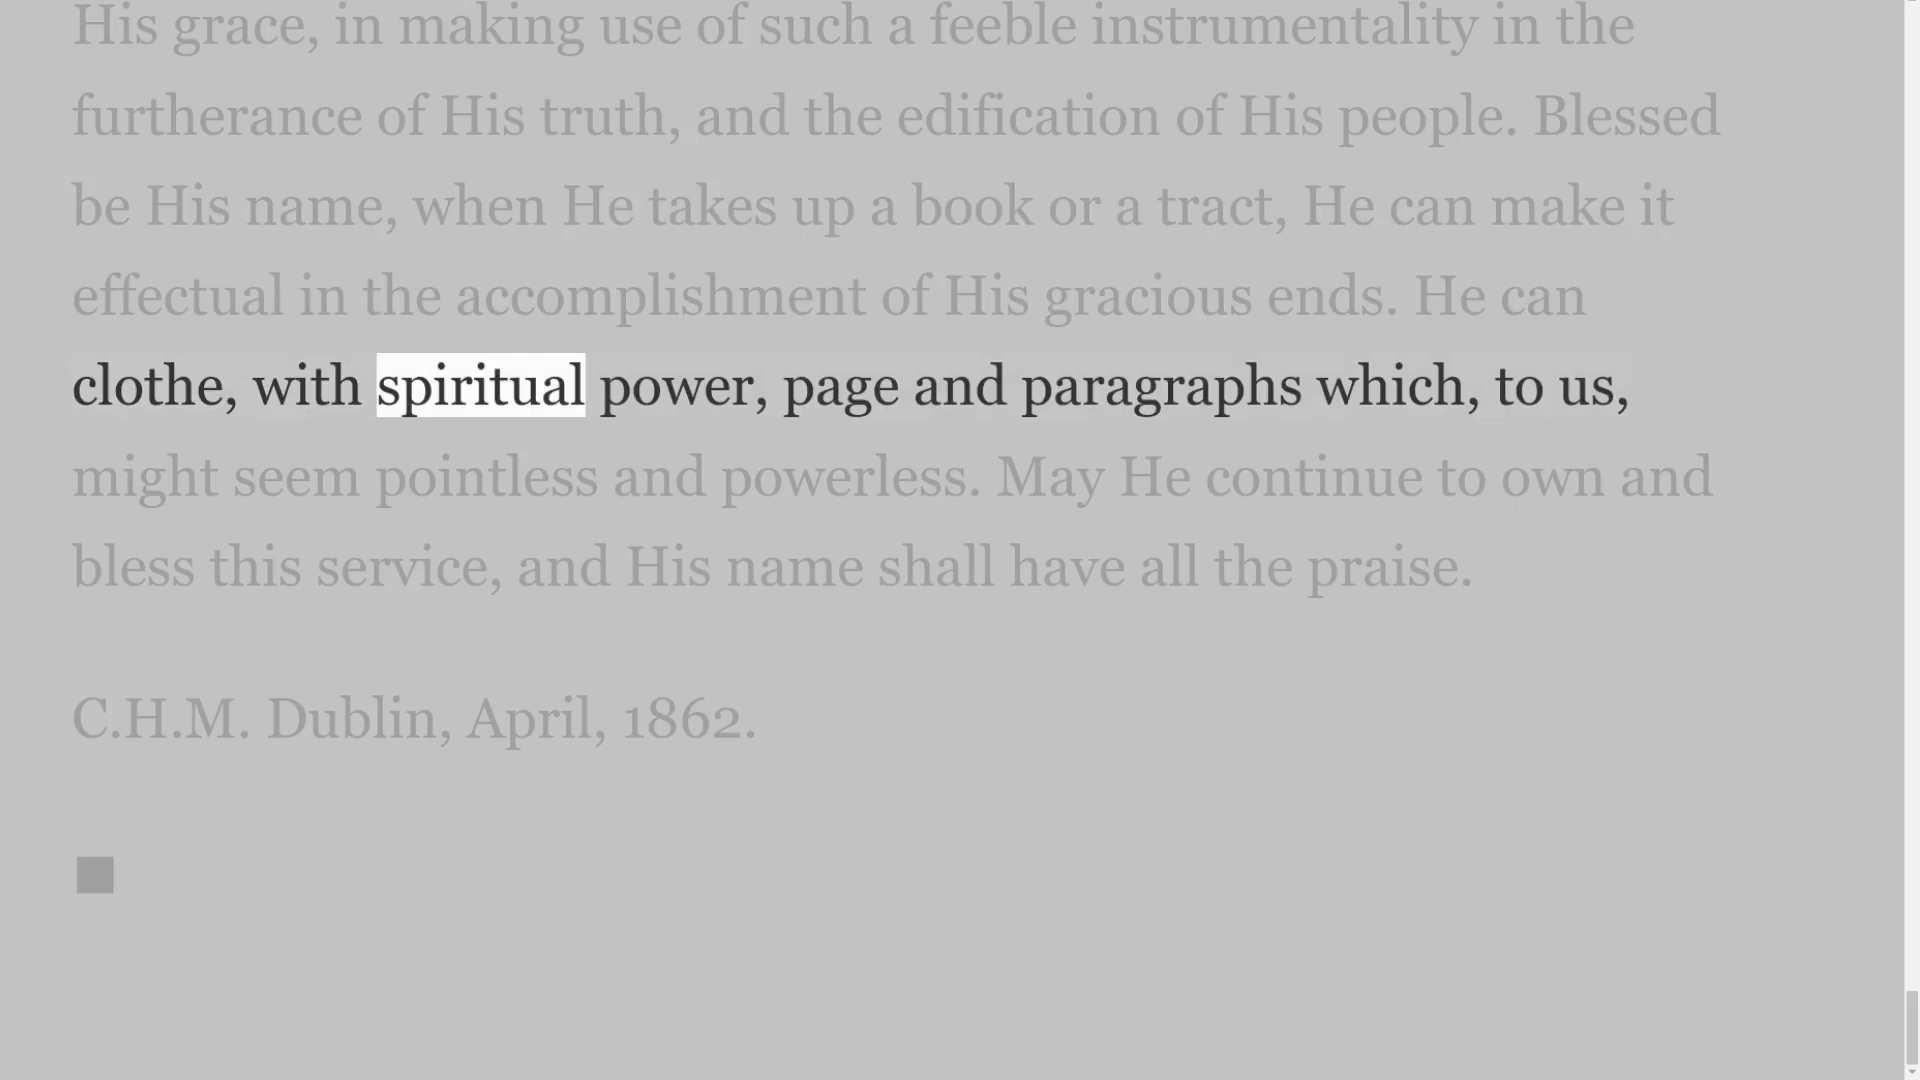 His grace, in making use of such a feeble instrumentality in the
furtherance of His truth, and the edification of His people. Blessed
be His name, when He takes up a book or a tract, He can make it
effectual in the accomplishment of His gracious ends. He can
clothe, with spiritual power, page and paragraphs which, to us,
might seem pointless and powerless. May He continue to own and
bless this service, and His name shall have all the praise.
C.H.M. Dublin, April, 1862.